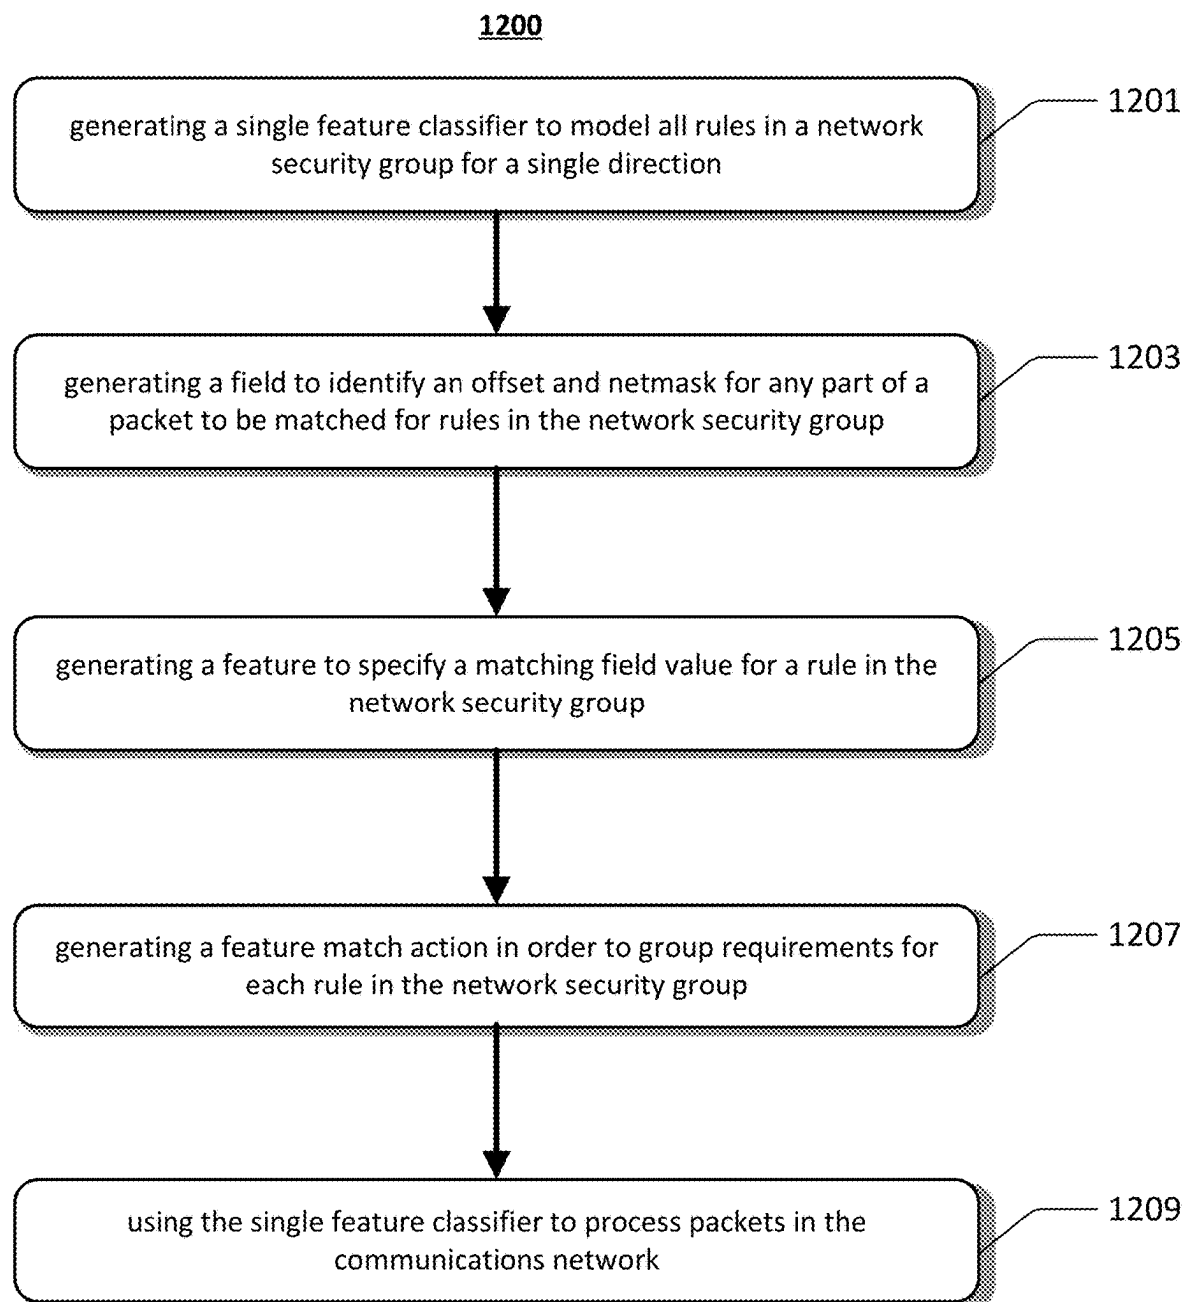 1200
generating a single feature classifier to model all rules in a network
security group for a single direction
1201
generating a field to identify an offset and netmask for any part of a
packet to be matched for rules in the network security group
1203
generating a feature to specify a matching field value for a rule in the
network security group
1205
generating a feature match action in order to group requirements for
each rule in the network security group
1207
using the single feature classifier to process packets in the
communications network
1209